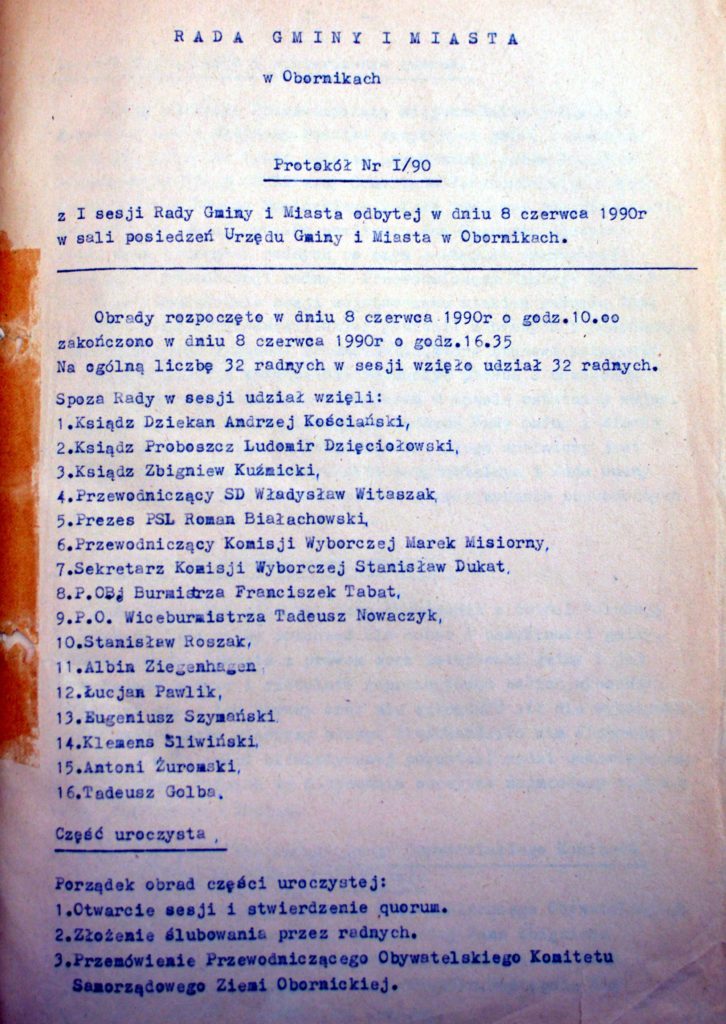 RADA GMINY I MIASTA
w Obornikach
Protokół Nr I/90
z I sesji Rady Gminy i Miasta odbytej w dniu 8 czerwca 1990r
w sali posiedzeń Urzędu Gminy i Miasta w Obornikach.
Obrady rozpoczęto w dniu 8 czerwca 1990r o godz.10.oo
zakończono w dniu 8 czerwca 1990r o godz.16.35
Na ogólną liczbę 32 radnych w sesji wzięło udział 32 radnych.
Spoza Rady w sesji udział wzięli:
1.Ksiądz Dziekan Andrzej Kościański,
2.Ksiądz Proboszcz Ludomir Dzięciołowski,
3.Ksiądz Zbigniew Kuźmicki,
4.Przewodniczący SD Władysław Witaszak,
5.Prezes PSL Roman Białachowski,
6.Przewodniczący Komisji Wyborczej Marek Misiorny,
7.Sekretarz Komisji Wyborczej Stanisław Dukat,
8.P.OBj Burmistrza Franciszek Tabat,
9.P.O. Wiceburmistrza Tadeusz Nowaczyk,
10.Stanisław Roszak,
11.Albin Ziegenhagen,
12.Łucjan Pawlik,
13.Eugeniusz Szymański,
14.Klemens Śliwiński,
15.Antoni Żuromski,
16.Tadeusz Golba.
Część uroczysta,
Porządek obrad części uroczystej:
1.Otwarcie sesji i stwierdzenie quorum.
2.Złożenie ślubowania przez radnych.
3.Przemówienie Przewodniczącego Obywatelskiego Komitetu
Samorządowego Ziemi Obornickiej.